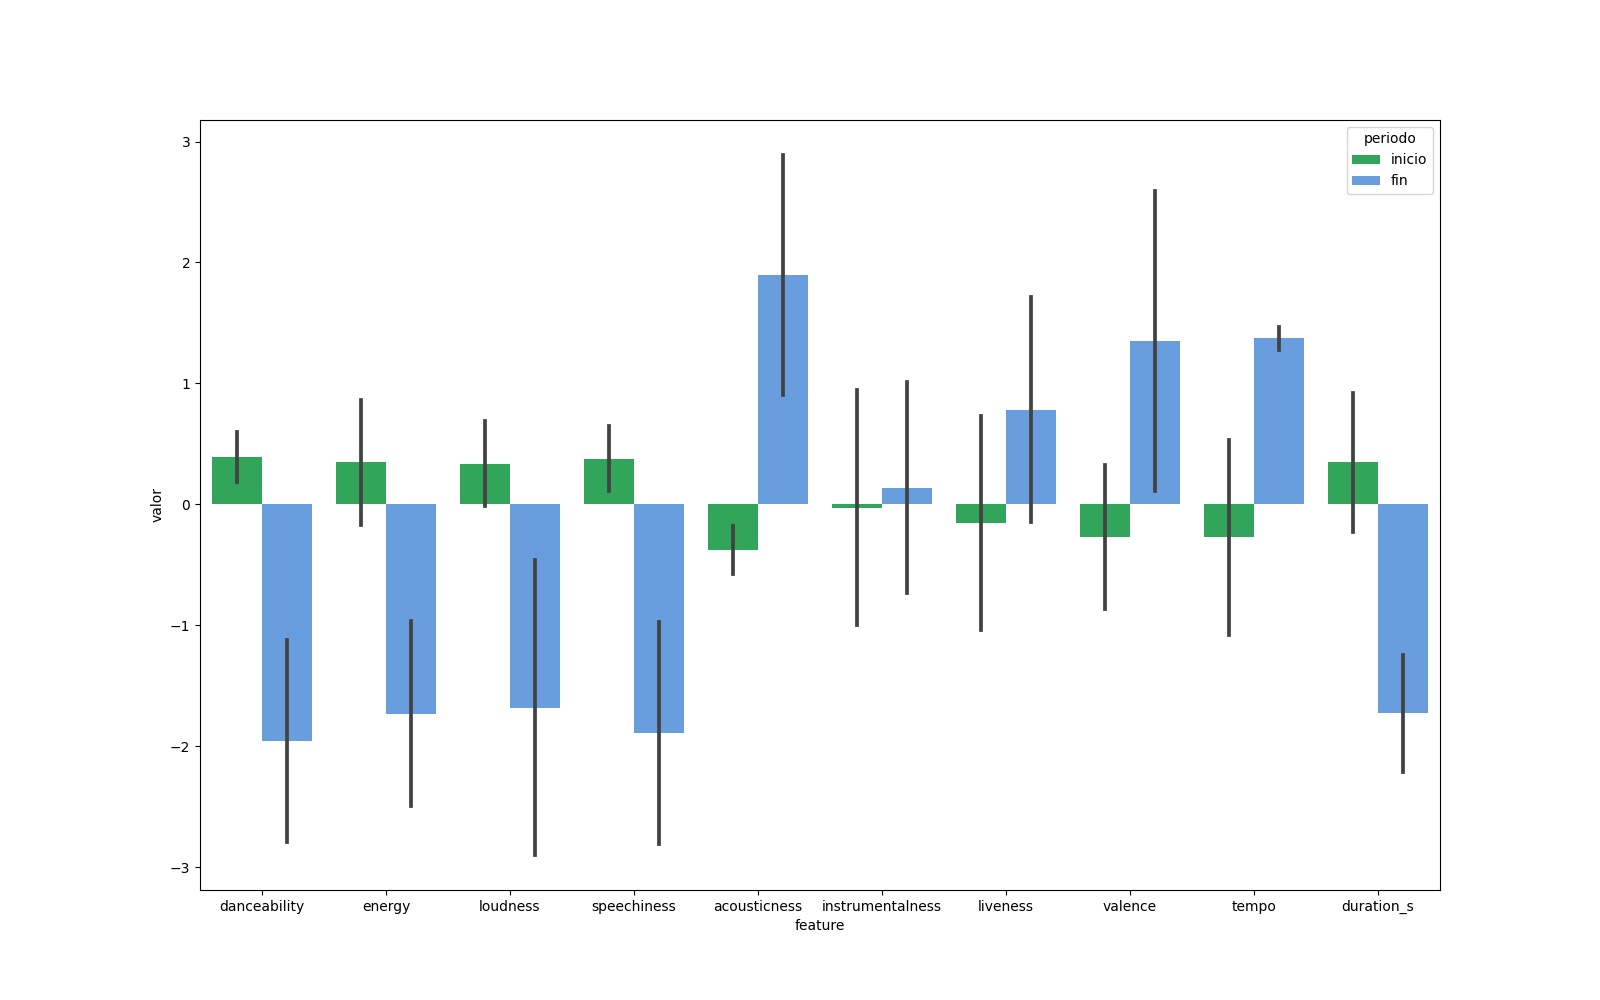 periodo
inicio
fin
3
2
1
0
−1
−2
−3
valor
danceability energy loudness speechiness acousticness instrumentalness liveness valence tempo duration_s
feature